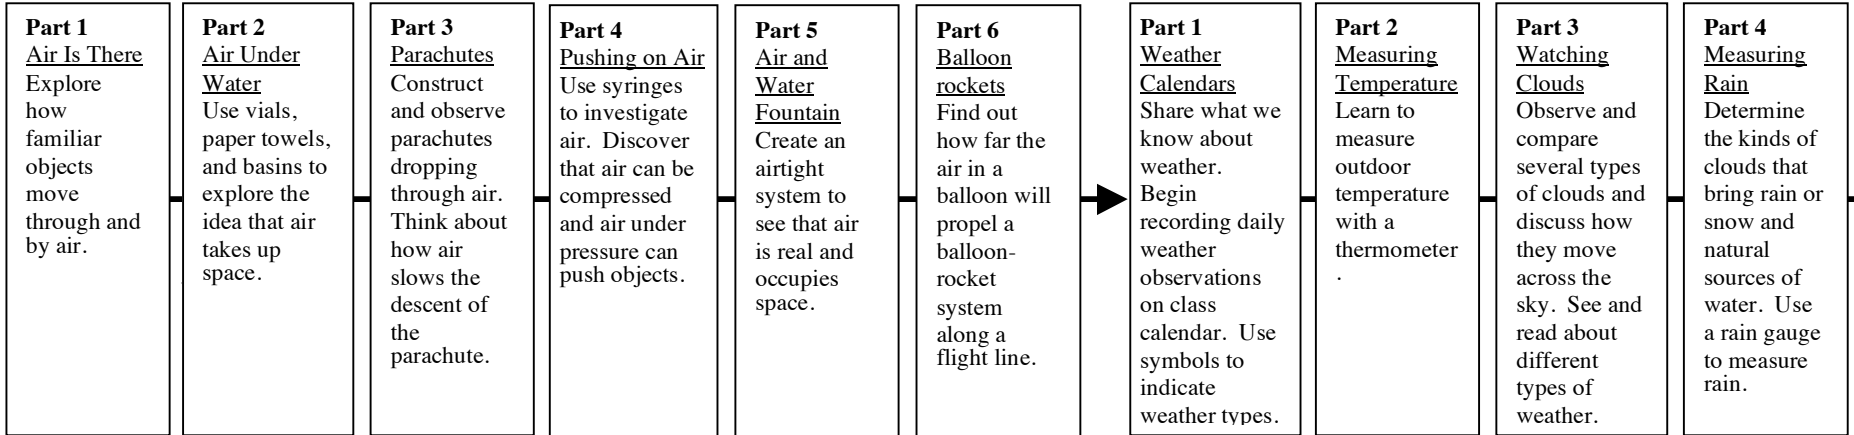 Part 1
Air Is There
Explore
how
familiar
objects
move
through and
by air.
Part 2
Air Under
Water
Use vials,
paper towels,
and basins to
explore the
idea that air
takes up
space.
Part 3
Parachutes
Construct
and observe
parachutes
dropping
through air.
Think about
how air
slows the
descent of
the
parachute.
Part 4
Pushing on Air
Use syringes
to investigate
air.  Discover
that air can be
compressed
and air under
pressure can
push objects.
Part 5
Air and
Water
Fountain
Create an
airtight
system to
see that air
is real and
occupies
space.
Part 6
Balloon
rockets
Find out
how far the
air in a
balloon will
propel a
balloon-
rocket
system
along a
flight line.
Part 1
Weather
Calendars
Share what we
know about
weather.
Begin
recording daily
weather
observations
on class
calendar.  Use
symbols to
indicate
weather types.
Part 2
Measuring
Temperature
Learn to
measure
outdoor
temperature
with a
thermometer
.
Part 3
Watching
Clouds
Observe and
compare
several types
of clouds and
discuss how
they move
across the
sky.  See and
read about
different
types of
weather.
Part 4
Measuring
Rain
Determine
the kinds of
clouds that
bring rain or
snow and
natural
sources of
water.  Use
a rain gauge
to measure
rain.